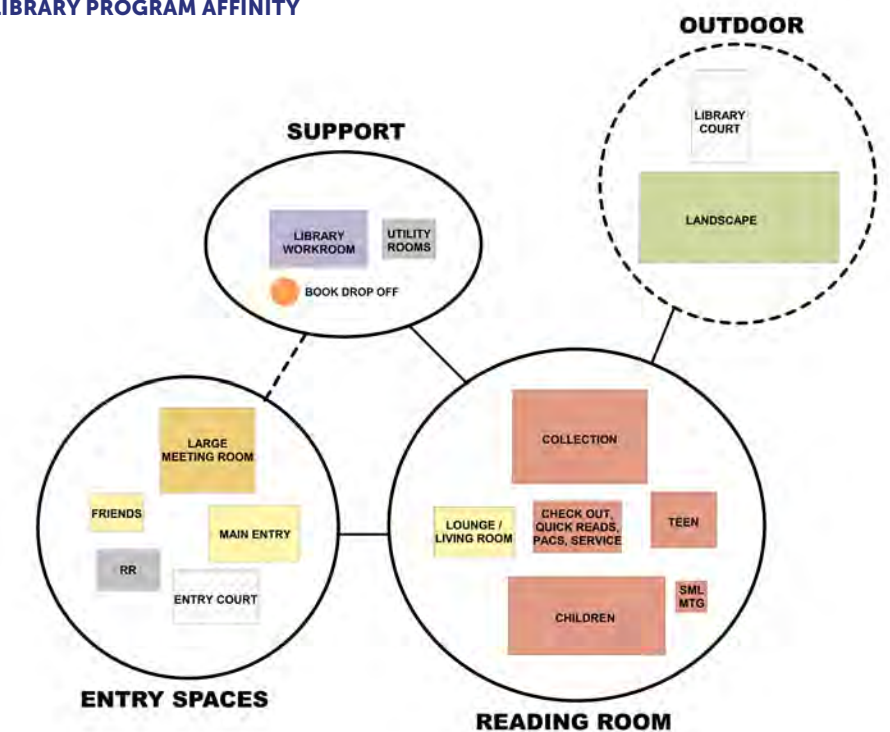 LIBRARY PROGRAM AFFINITY
OUTDOOR
LIBRARY
COURT
LANDSCAPE
SUPPORT
LIBRARY
WORKROOM
UTILITY
ROOMS
BOOK DROP OFF
LARGE
MEETING ROOM
FRIENDS
MAIN ENTRY
RR
ENTRY COURT
ENTRY SPACES
COLLECTION
LOUNGE /
LIVING ROOM
CHECK OUT,
QUICK READS,
PACS, SERVICE
TEEN
CHILDREN
SML
MTG
READING ROOM